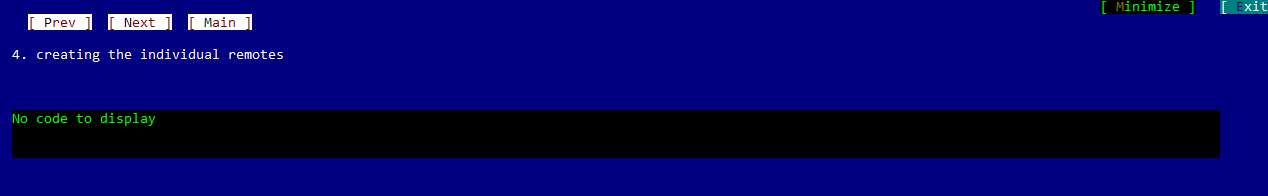 [ Minimize ] [ Exit
[ Prev ] [ Next ] [ Main ]
4. creating the individual remotes
No code to display